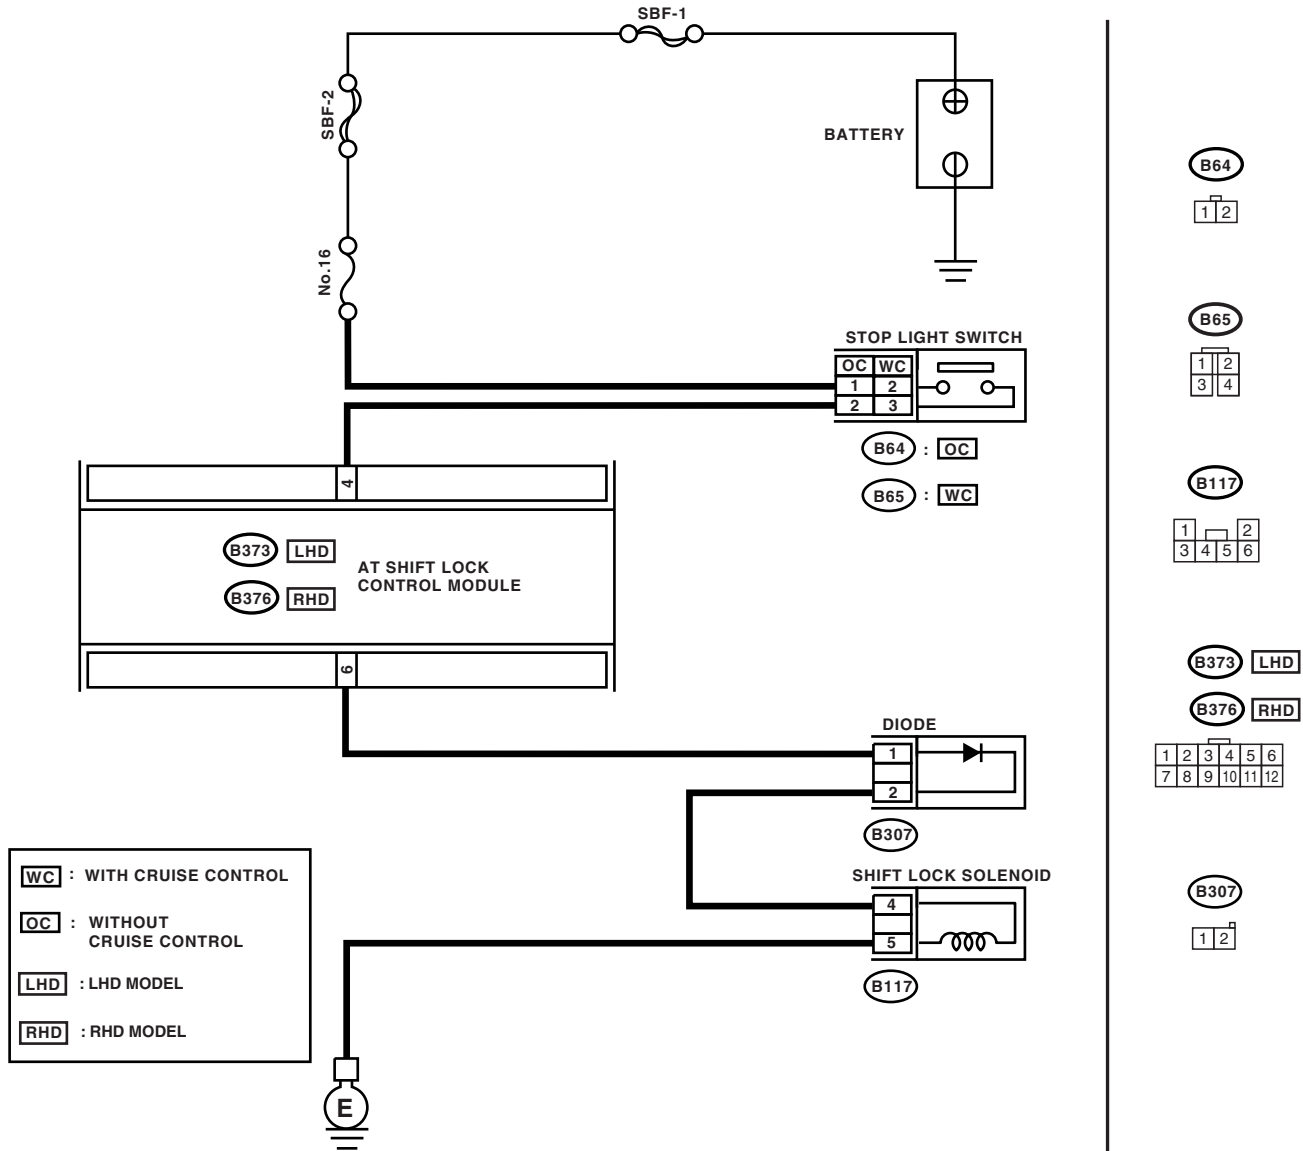 SBF-1
SBF-2
BATTERY
No.16
STOP LIGHT SWITCH
OC WC
1 2
2 3
B64 : OC
B65 : WC
4
B373 LHD
B376 RHD
AT SHIFT LOCK
CONTROL MODULE
6
DIODE
1
2
B307
SHIFT LOCK SOLENOID
4
5
B117
WC : WITH CRUISE CONTROL
OC : WITHOUT
CRUISE CONTROL
LHD : LHD MODEL
RHD : RHD MODEL
E
B64
1 2
B65
1 2
3 4
B117
1 2
3 4 5 6
B373 LHD
B376 RHD
1 2 3 4 5 6
7 8 9 10 11 12
B307
1 2